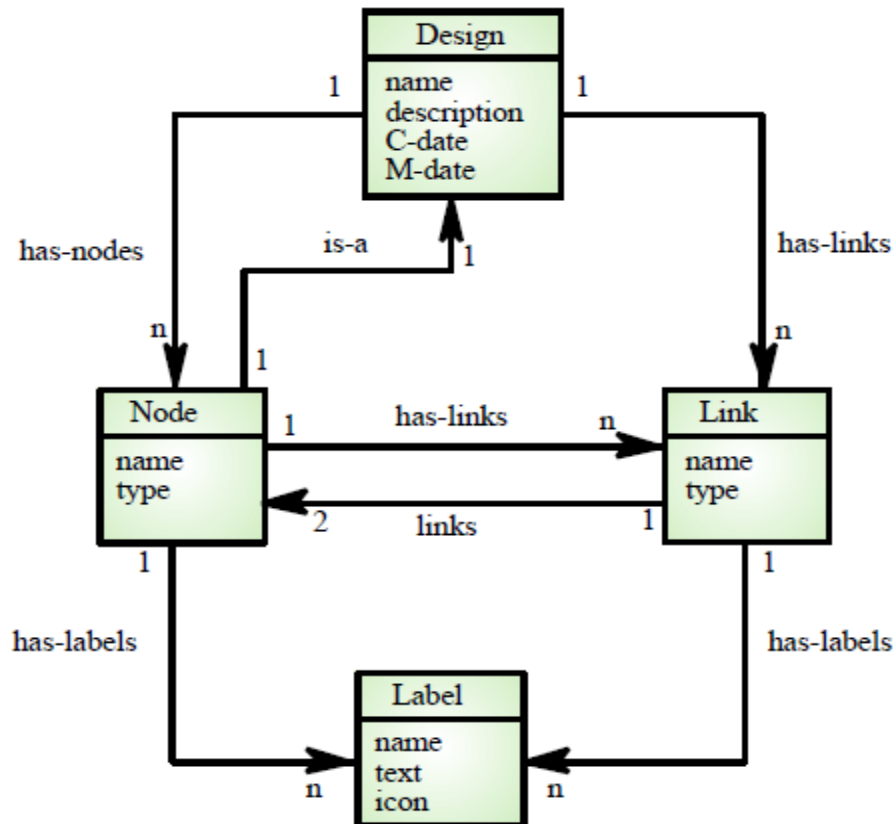 Design
name
description
C-date
M-date
1
1
has-nodes
is-a
1
has-links
n
1
n
Node
name
type
1
has-links
n
Link
name
type
2
links
1
1
1
has-labels
has-labels
Label
name
text
icon
n
n